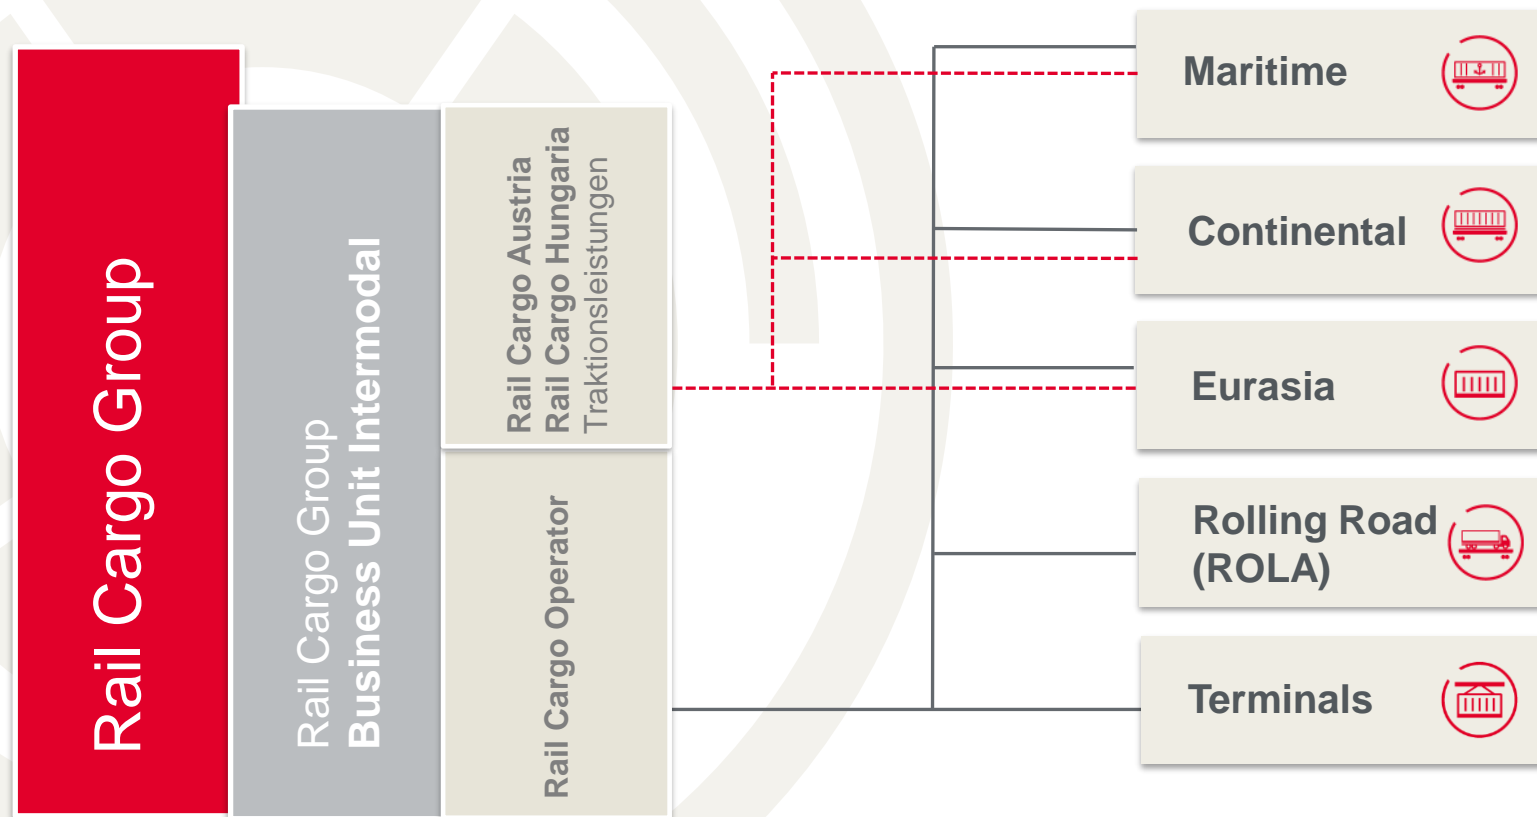 Rail Cargo Group
Rail Cargo Group
Business Unit Intermodal
Rail Cargo Austria
Rail Cargo Hungaria
Traktionsleistungen
Rail Cargo Operator
Maritime
Continental
Eurasia
Rolling Road
(ROLA)
Terminals